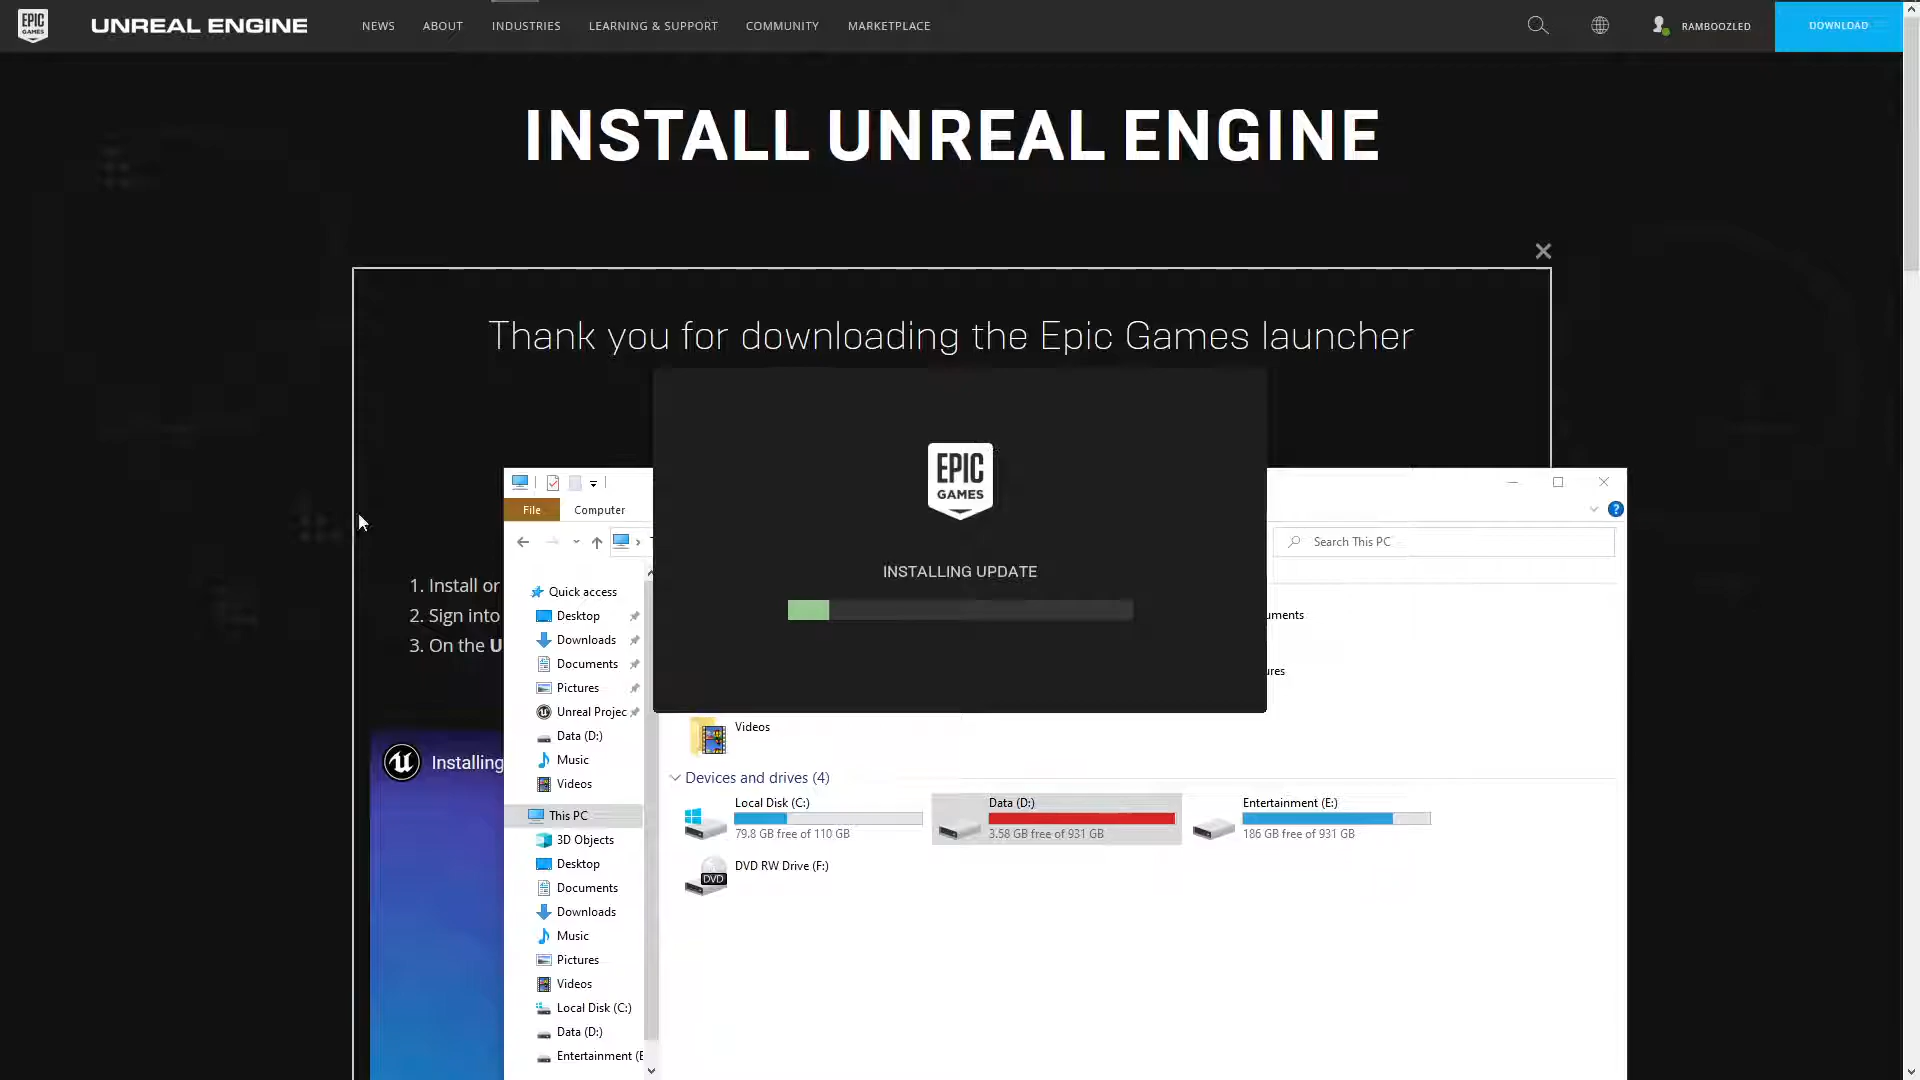 EPIC GAMES
UNREAL ENGINE
NEWS
ABOUT
INDUSTRIES
LEARNING & SUPPORT
COMMUNITY
MARKETPLACE
RAMBOOZLED
DOWNLOAD
INSTALL UNREAL ENGINE
Thank you for downloading the Epic Games launcher
1. Install or
2. Sign into
3. On the U
Installing
File
Computer
Search This PC
Quick access
Desktop
Downloads
Documents
Pictures
Unreal Projec
Data (D:)
Music
Videos
This PC
3D Objects
Desktop
Documents
Downloads
Music
Pictures
Videos
Local Disk (C:)
Data (D:)
Entertainment (E
EPIC
GAMES
INSTALLING UPDATE
uments
ures
Videos
Devices and drives (4)
Local Disk (C:)
79.8 GB free of 110 GB
Data (D:)
3.58 GB free of 931 GB
Entertainment (E:)
186 GB free of 931 GB
DVD
DVD RW Drive (F:)